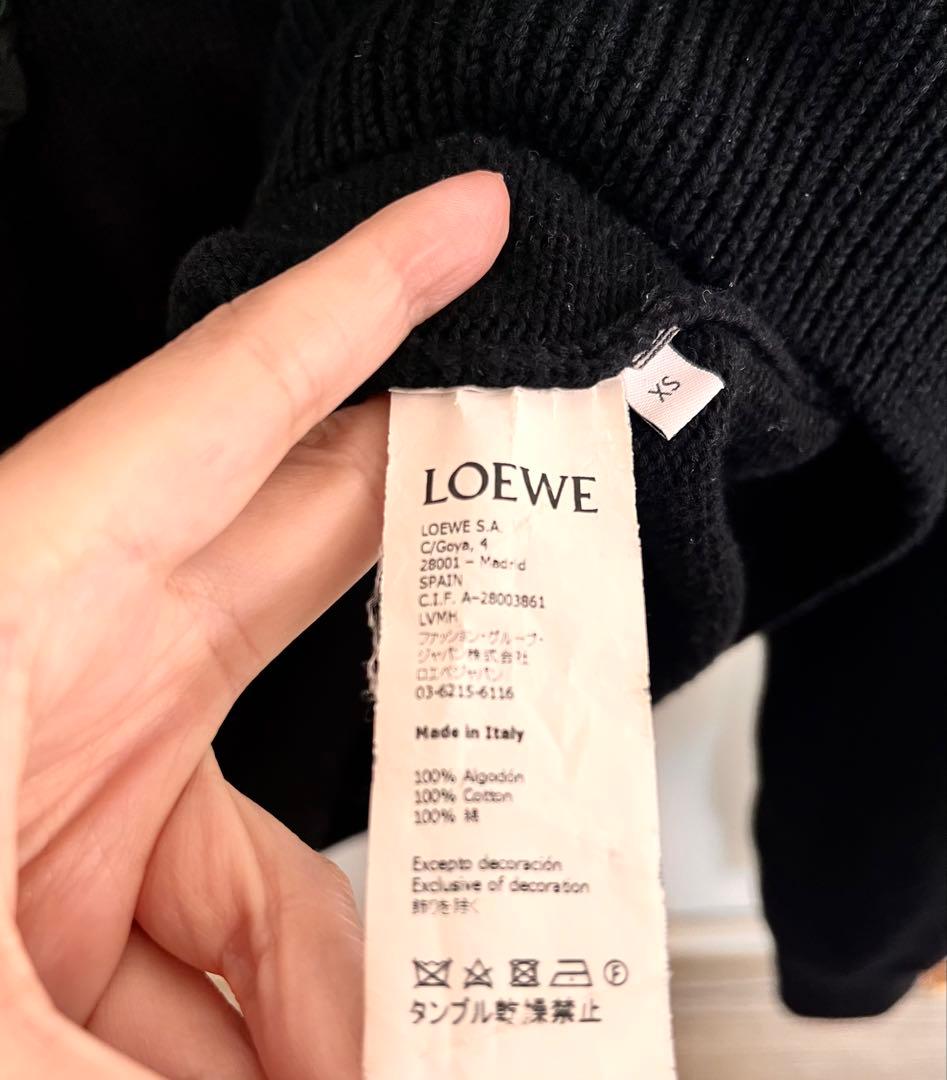 XS
LOEWE
LOEWE S.A.
C/Goya, 4
28001 - Madrid
SPAIN
C.I.F. A-28003861
LVMH
ファッション・グループ・
ジャパン株式会社
ロエベジャパン
03-6215-6116
Made in Italy
100% Algodón
100% Cotton
100% 綿
Excepto decoración
Exclusive of decoration
飾りを除く
F
タンブル乾燥禁止